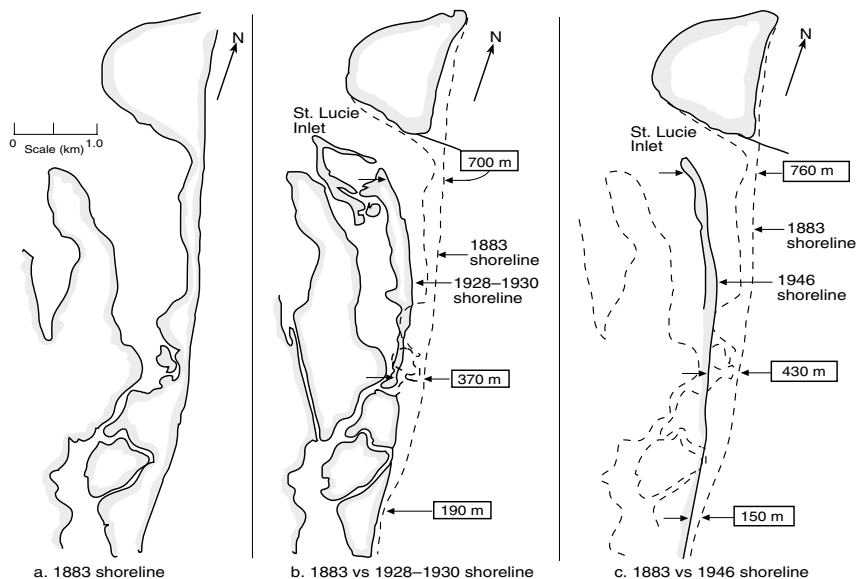 N
0 1.0
Scale (km)
a. 1883 shoreline
N
St. Lucie
Inlet
700 m
1883
shoreline
1928–1930
shoreline
370 m
190 m
b. 1883 vs 1928–1930 shoreline
N
St. Lucie
Inlet
760 m
1883
shoreline
1946
shoreline
430 m
150 m
c. 1883 vs 1946 shoreline